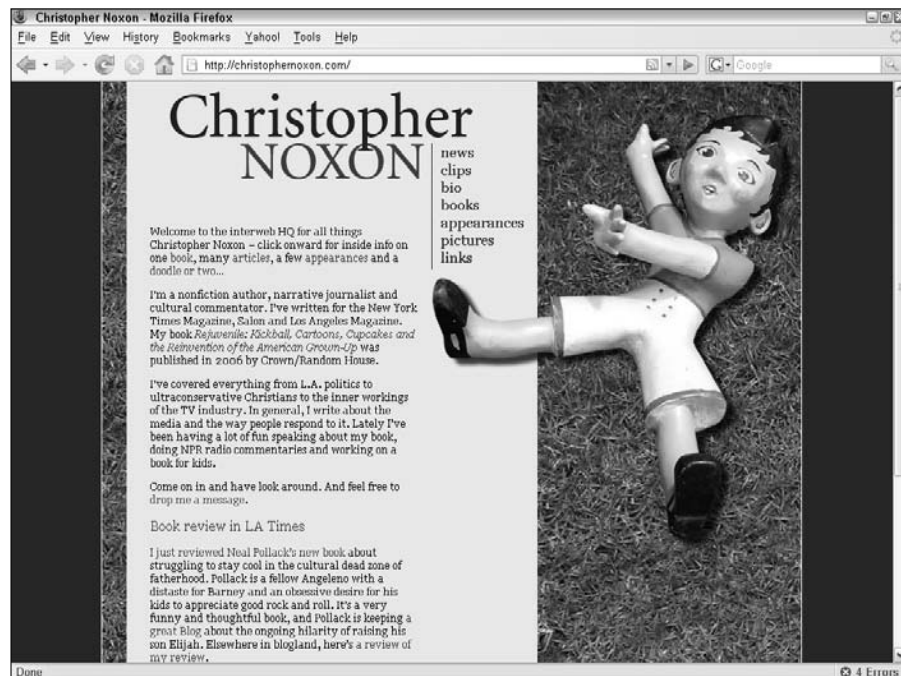 Christopher Noxon - Mozilla Firefox
File Edit View History Bookmarks Yahoo! Tools Help
http://christophernoxon.com/
G Google
Christopher
NOXON
news
clips
bio
books
appearances
pictures
links
Welcome to the interweb HQ for all things
Christopher Noxon – click onward for inside info on
one book, many articles, a few appearances and a
doodle or two...
I'm a nonfiction author, narrative journalist and
cultural commentator. I've written for the New York
Times Magazine, Salon and Los Angeles Magazine.
My book Rejuvenile: Kickball, Cartoons, Cupcakes and
the Reinvention of the American Grown-Up was
published in 2006 by Crown/Random House.
I've covered everything from L.A. politics to
ultraconservative Christians to the inner workings
of the TV industry. In general, I write about the
media and the way people respond to it. Lately I've
been having a lot of fun speaking about my book,
doing NPR radio commentaries and working on a
book for kids.
Come on in and have look around. And feel free to
drop me a message.
Book review in LA Times
I just reviewed Neal Pollack's new book about
struggling to stay cool in the cultural dead zone of
fatherhood. Pollack is a fellow Angeleno with a
distaste for Barney and an obsessive desire for his
kids to appreciate good rock and roll. It's a very
funny and thoughtful book, and Pollack is keeping a
great Blog about the ongoing hilarity of raising his
son Elijah. Elsewhere in blogland, here's a review of
my review.
Done
4 Errors